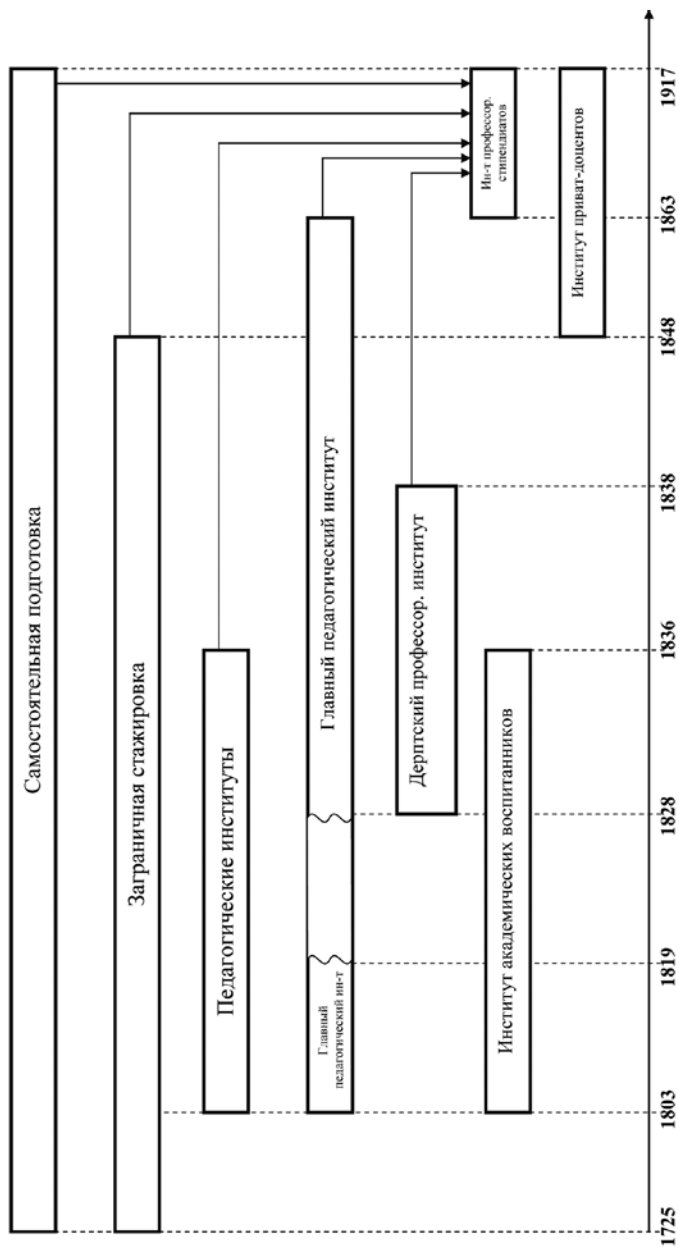 Самостоятельная подготовка
Заграничная стажировка
Педагогические институты
Главный
педагогический ин-т
Главный педагогический институт
Дерптский профессор. институт
Ин-т профессор.
стипендиатов
Институт академических воспитанников
Институт приват-доцентов
1725
1803
1819
1828
1836
1838
1848
1863
1917